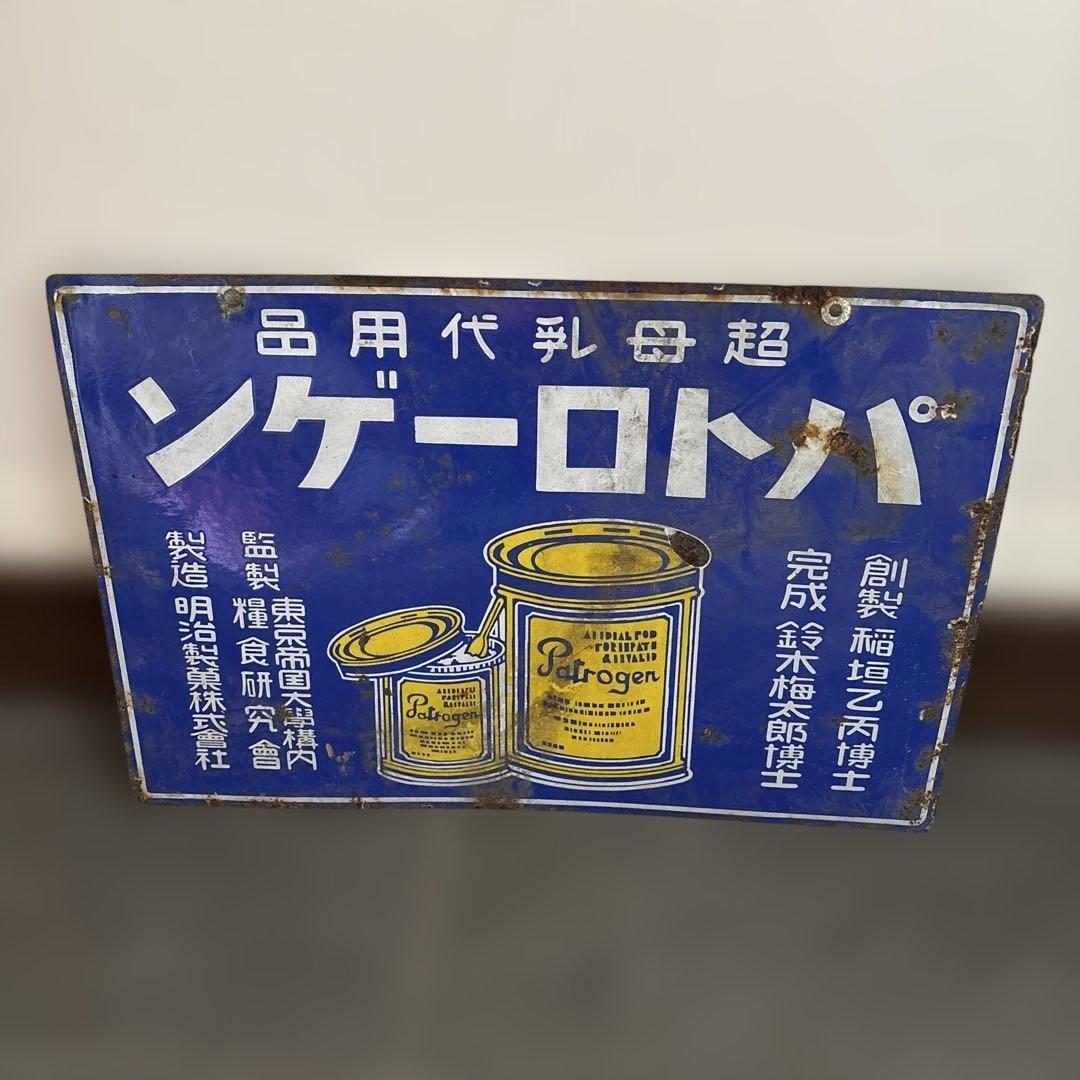 超母乳代用品
パトローゲン
創製 稲垣乙丙博士
完成 鈴木梅太郎博士
監製 東京帝国大學構内
糧食研究會
製造 明治製菓株式會社
Patrogen
Patrogen